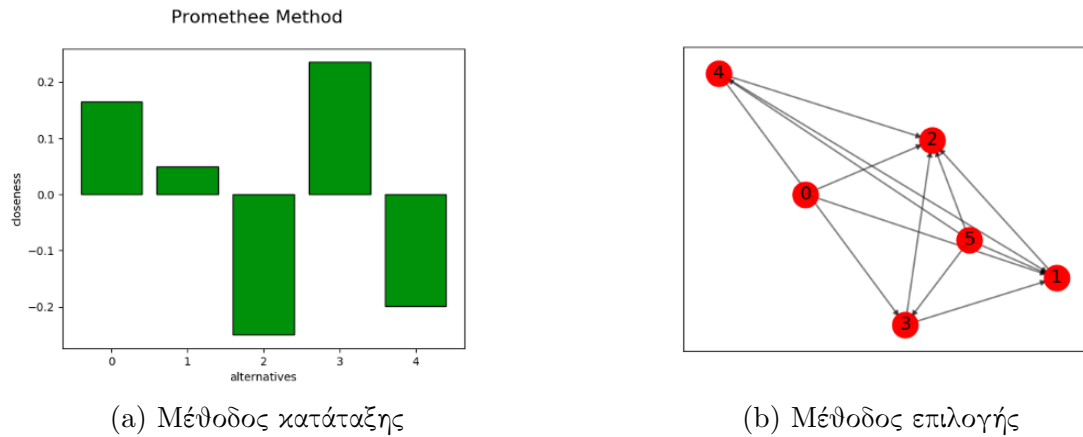 Promethee Method
0.2
0.1
0.0
−0.1
−0.2
closeness
0 1 2 3 4
alternatives
4
2
0
5
1
3
(a) Μέθοδος κατάταξης
(b) Μέθοδος επιλογής